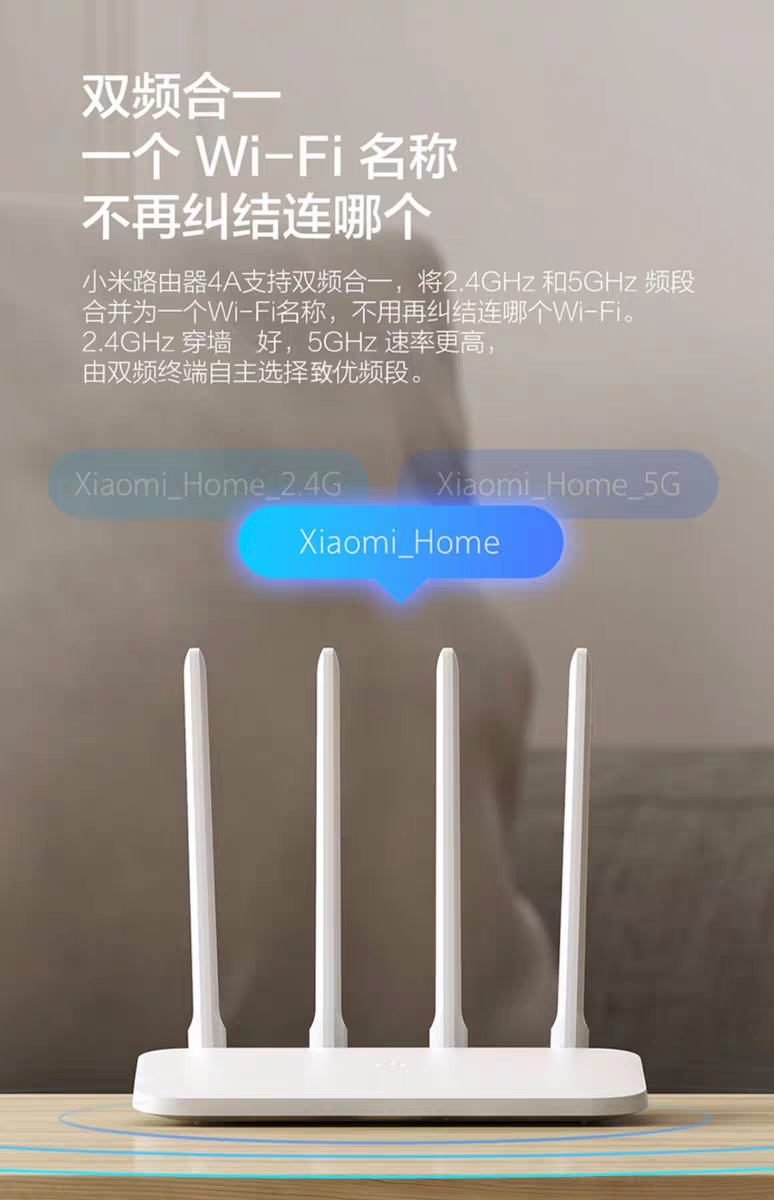 双频合一
一个 Wi-Fi 名称
不再纠结连哪个
小米路由器4A支持双频合一，将2.4GHz 和5GHz 频段
合并为一个Wi-Fi名称，不用再纠结连哪个Wi-Fi。
2.4GHz 穿墙 好，5GHz 速率更高，
由双频终端自主选择致优频段。
Xiaomi_Home_2.4G
Xiaomi_Home_5G
Xiaomi_Home